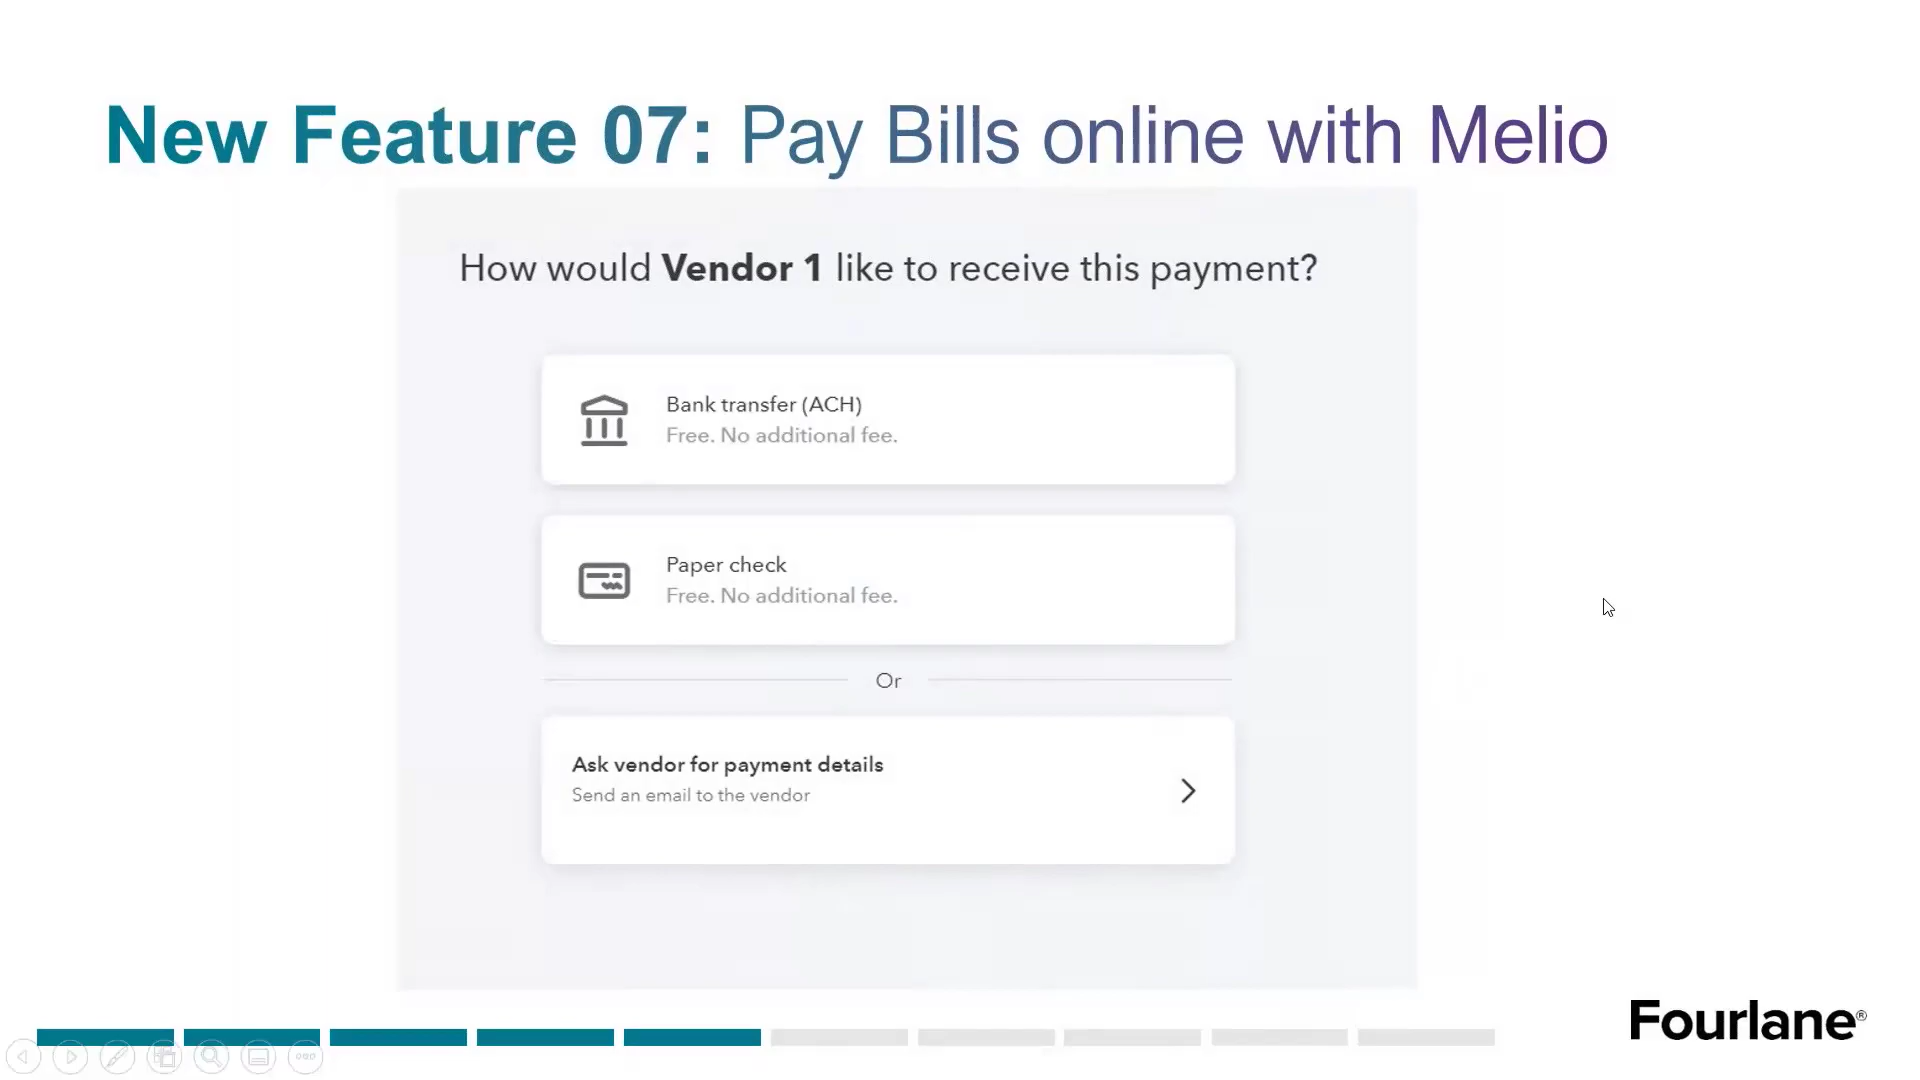 New Feature 07: Pay Bills online with Melio
How would Vendor 1 like to receive this payment?
Bank transfer (ACH)
Free. No additional fee.
Paper check
Free. No additional fee.
Or
Ask vendor for payment details
Send an email to the vendor
Fourlane®